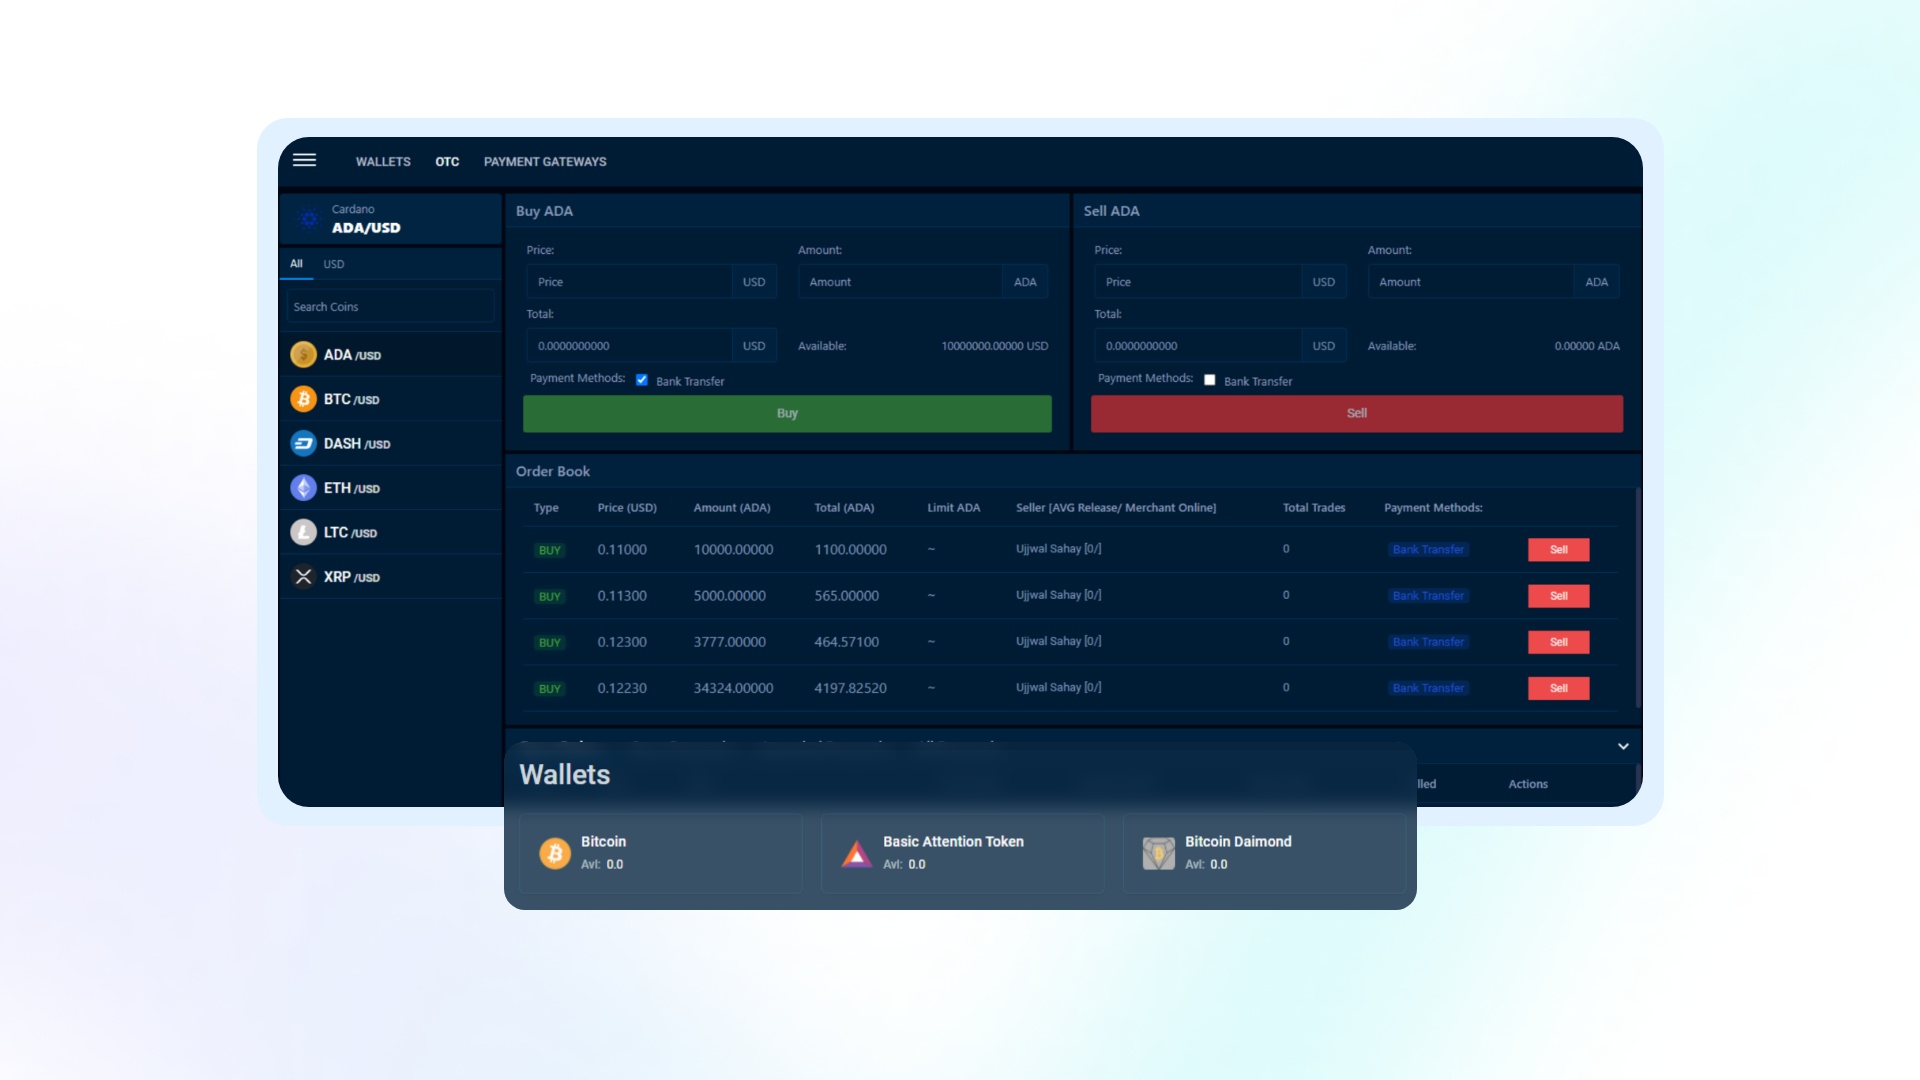 WALLETS OTC PAYMENT GATEWAYS
Cardano
ADA/USD
All USD
Search Coins
ADA /USD
BTC /USD
DASH /USD
ETH /USD
LTC /USD
XRP /USD
Buy ADA
Price: Amount:
Price USD Amount ADA
Total:
0.0000000000 USD Available: 10000000.00000 USD
Payment Methods: Bank Transfer
Buy
Sell ADA
Price: Amount:
Price USD Amount ADA
Total:
0.0000000000 USD Available: 0.00000 ADA
Payment Methods: Bank Transfer
Sell
Order Book
Type Price (USD) Amount (ADA) Total (ADA) Limit ADA Seller [AVG Release/ Merchant Online] Total Trades Payment Methods:
BUY 0.11000 10000.00000 1100.00000 ~ Ujjwal Sahay [0/] 0 Bank Transfer Sell
BUY 0.11300 5000.00000 565.00000 ~ Ujjwal Sahay [0/] 0 Bank Transfer Sell
BUY 0.12300 3777.00000 464.57100 ~ Ujjwal Sahay [0/] 0 Bank Transfer Sell
BUY 0.12230 34324.00000 4197.82520 ~ Ujjwal Sahay [0/] 0 Bank Transfer Sell
Actions
Wallets
Bitcoin
Avl: 0.0
Basic Attention Token
Avl: 0.0
Bitcoin Daimond
Avl: 0.0